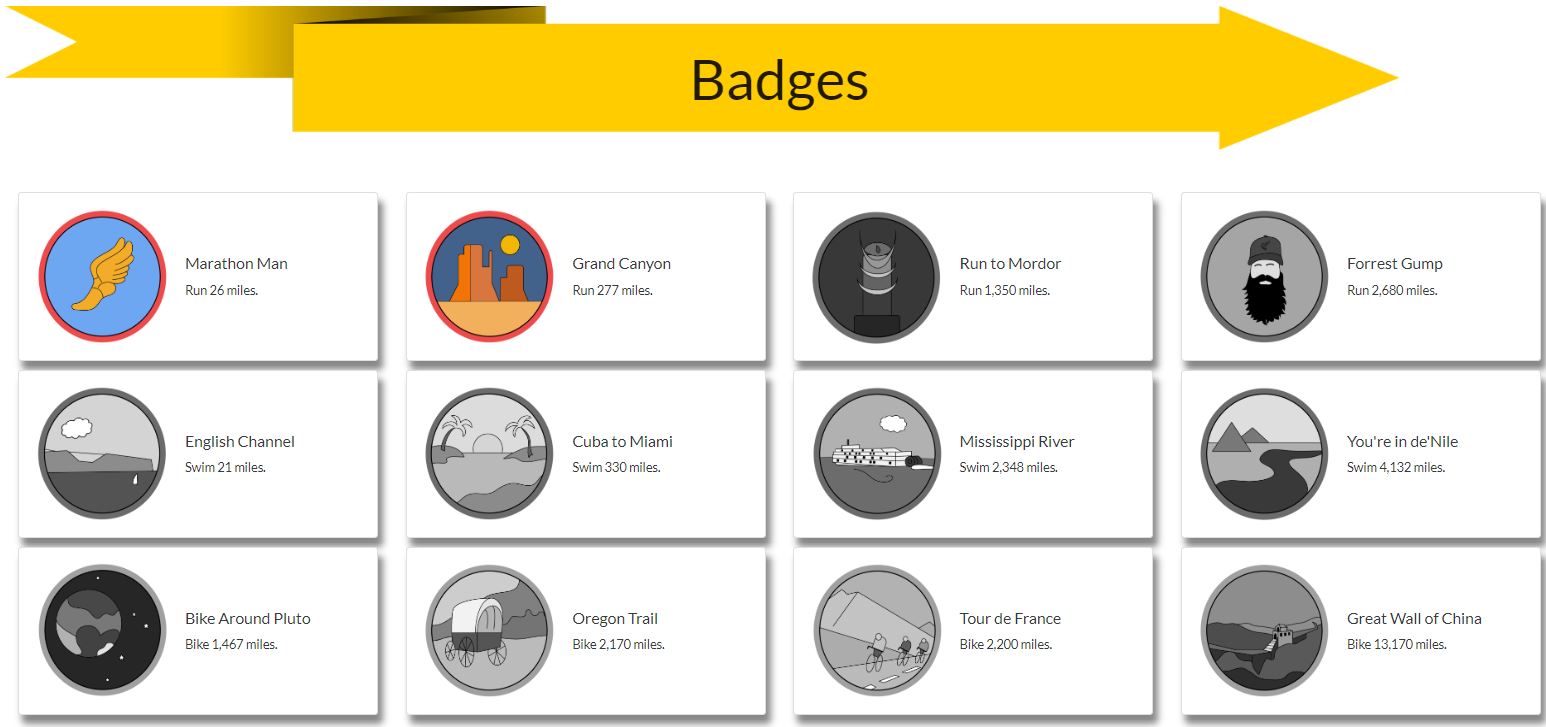 Badges
Marathon Man
Run 26 miles.
Grand Canyon
Run 277 miles.
Run to Mordor
Run 1,350 miles.
Forrest Gump
Run 2,680 miles.
English Channel
Swim 21 miles.
Cuba to Miami
Swim 330 miles.
Mississippi River
Swim 2,348 miles.
You're in de'Nile
Swim 4,132 miles.
Bike Around Pluto
Bike 1,467 miles.
Oregon Trail
Bike 2,170 miles.
Tour de France
Bike 2,200 miles.
Great Wall of China
Bike 13,170 miles.